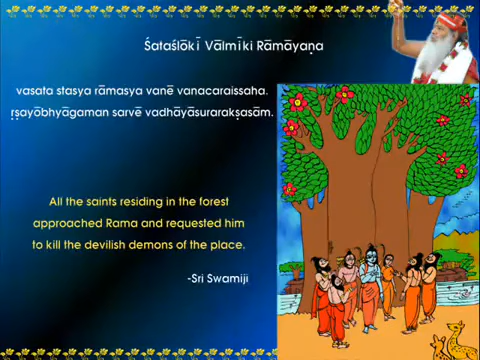 Śataślōkī Vālmīki Rāmāyaṇa
vasata stasya rāmasya vanē vanacaraissaha.
ṛṣayōbhyāgaman sarvē vadhāyāsurarakṣasām.
All the saints residing in the forest
approached Rama and requested him
to kill the devilish demons of the place.
-Sri Swamiji